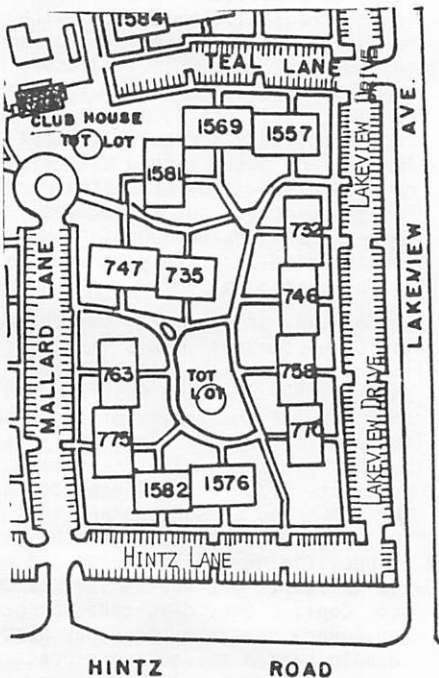 1584
TEAL LANE
CLUB HOUSE
TOT LOT
1569
1557
1581
LAKEVIEW DRIVE
LAKEVIEW AVE.
732
747
735
746
MALLARD LANE
763
TOT
LOT
758
775
770
LAKEVIEW DRIVE
1582
1576
HINTZ LANE
HINTZ ROAD